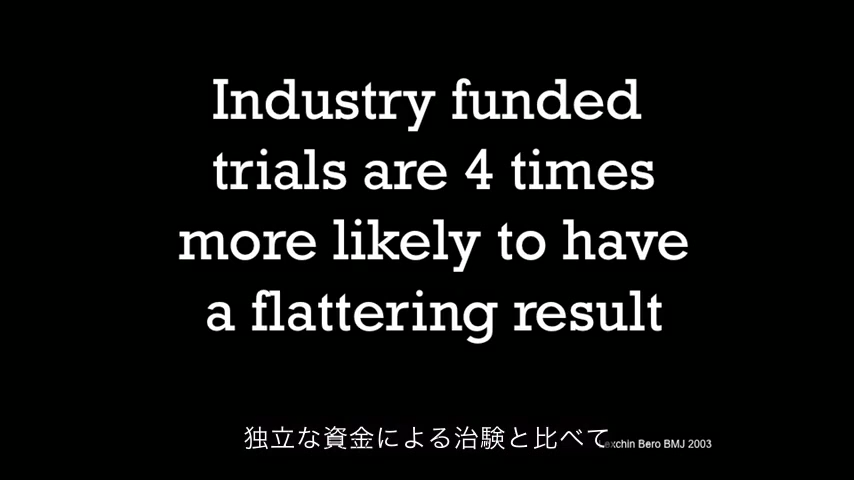 Industry funded
trials are 4 times
more likely to have
a flattering result
独立な資金による治験と比べて
Bero BMJ 2003